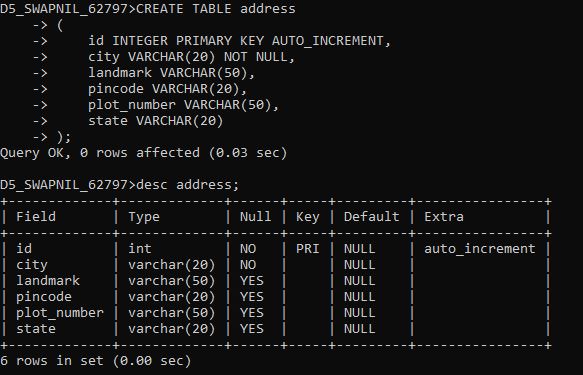 D5_SWAPNIL_62797>CREATE TABLE address
    -> (
    ->     id INTEGER PRIMARY KEY AUTO_INCREMENT,
    ->     city VARCHAR(20) NOT NULL,
    ->     landmark VARCHAR(50),
    ->     pincode VARCHAR(20),
    ->     plot_number VARCHAR(50),
    ->     state VARCHAR(20)
    -> );
Query OK, 0 rows affected (0.03 sec)

D5_SWAPNIL_62797>desc address;
+-------------+-------------+------+-----+---------+----------------+
| Field       | Type        | Null | Key | Default | Extra          |
+-------------+-------------+------+-----+---------+----------------+
| id          | int         | NO   | PRI | NULL    | auto_increment |
| city        | varchar(20) | NO   |     | NULL    |                |
| landmark    | varchar(50) | YES  |     | NULL    |                |
| pincode     | varchar(20) | YES  |     | NULL    |                |
| plot_number | varchar(50) | YES  |     | NULL    |                |
| state       | varchar(20) | YES  |     | NULL    |                |
+-------------+-------------+------+-----+---------+----------------+
6 rows in set (0.00 sec)